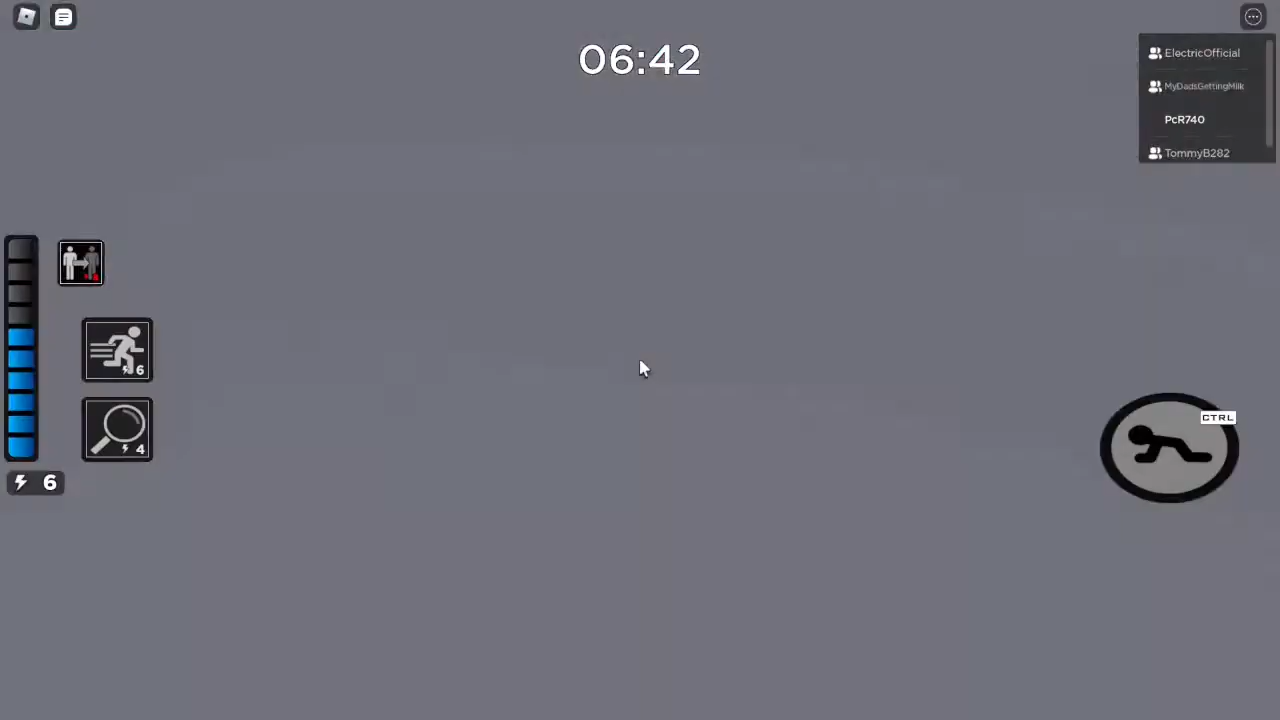 06:42
ElectricOfficial
MyDadsGettingMilk
PcR740
TommyB282
6
4
6
CTRL